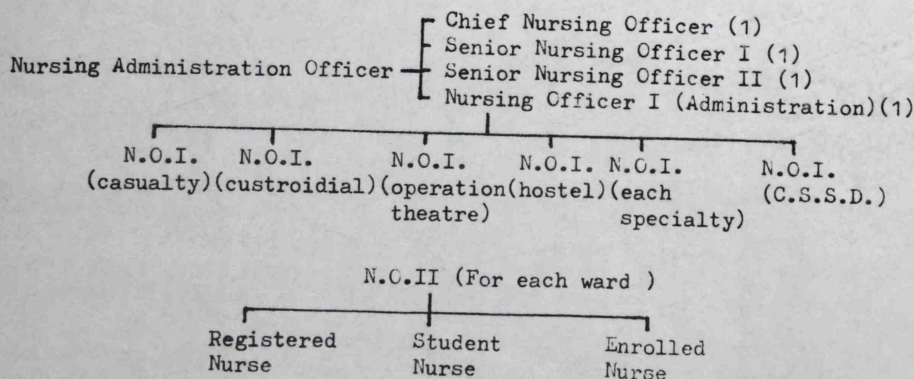 Chief Nursing Officer (1)
Senior Nursing Officer I (1)
Nursing Administration Officer
Senior Nursing Officer II (1)
Nursing Officer I (Administration)(1)
N.O.I. N.O.I. N.O.I. N.O.I. N.O.I. N.O.I.
(casualty)(custroidial)(operation(hostel)(each (C.S.S.D.)
theatre) specialty)
N.O.II (For each ward )
Registered Student Enrolled
Nurse Nurse Nurse